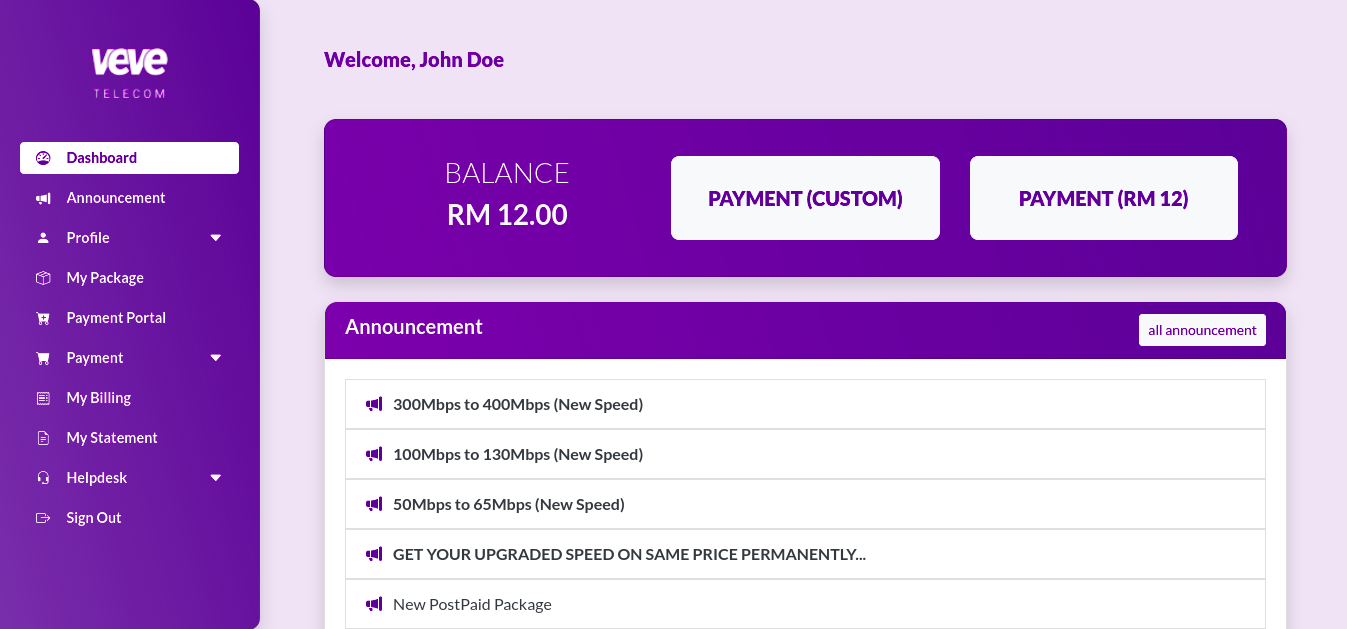 veve
TELECOM
Dashboard
Announcement
Profile
My Package
Payment Portal
Payment
My Billing
My Statement
Helpdesk
Sign Out
Welcome, John Doe
BALANCE
RM 12.00
PAYMENT (CUSTOM)
PAYMENT (RM 12)
Announcement
all announcement
300Mbps to 400Mbps (New Speed)
100Mbps to 130Mbps (New Speed)
50Mbps to 65Mbps (New Speed)
GET YOUR UPGRADED SPEED ON SAME PRICE PERMANENTLY...
New PostPaid Package